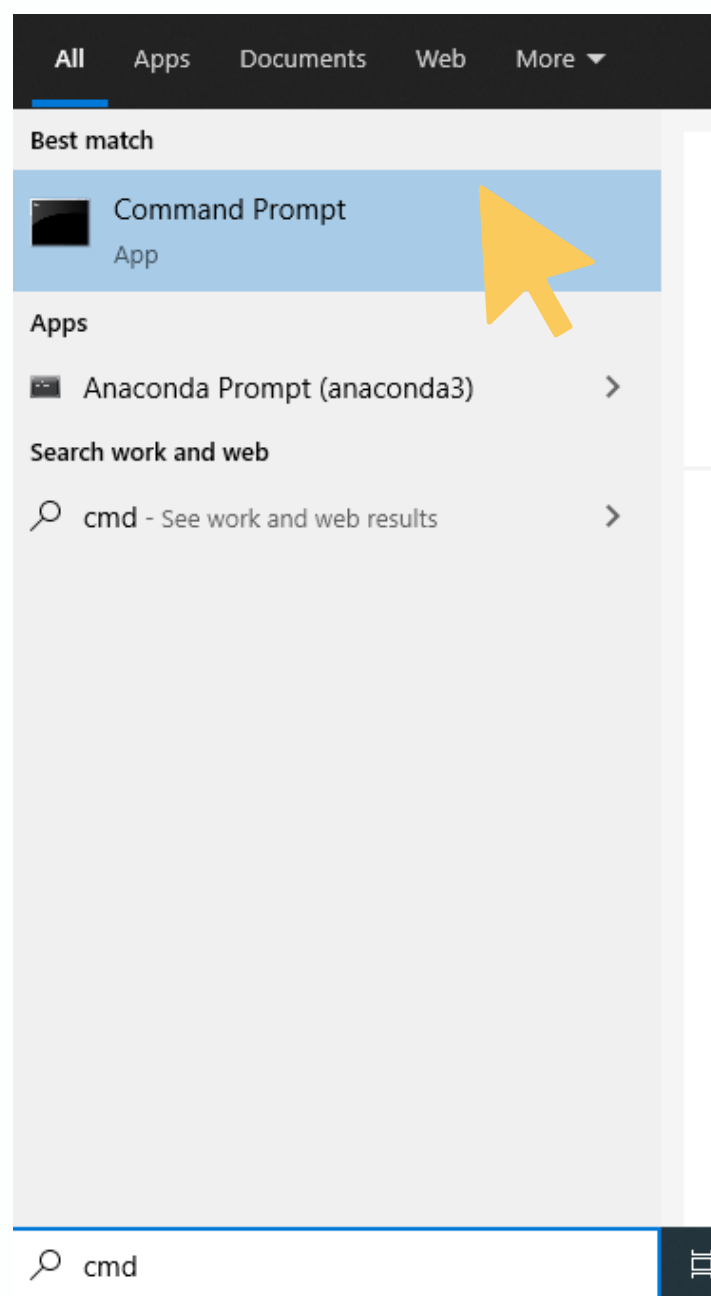 All Apps Documents Web More
Best match
Command Prompt
App
Apps
Anaconda Prompt (anaconda3)
Search work and web
cmd - See work and web results
cmd